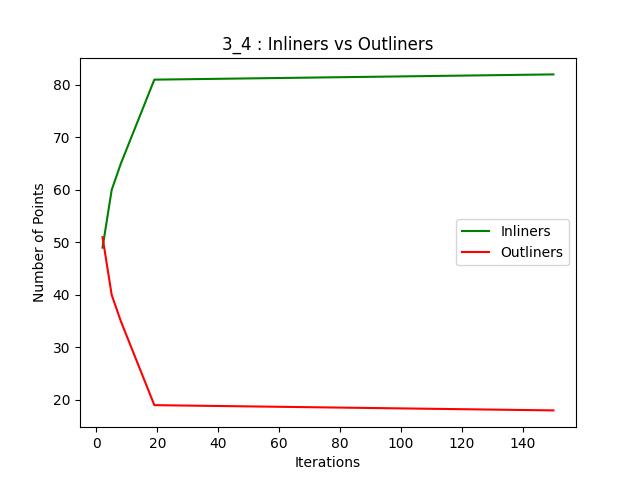 3_4 : Inliners vs Outliners
80
70
60
50
40
30
20
Number of Points
Inliners
Outliners
0 20 40 60 80 100 120 140
Iterations